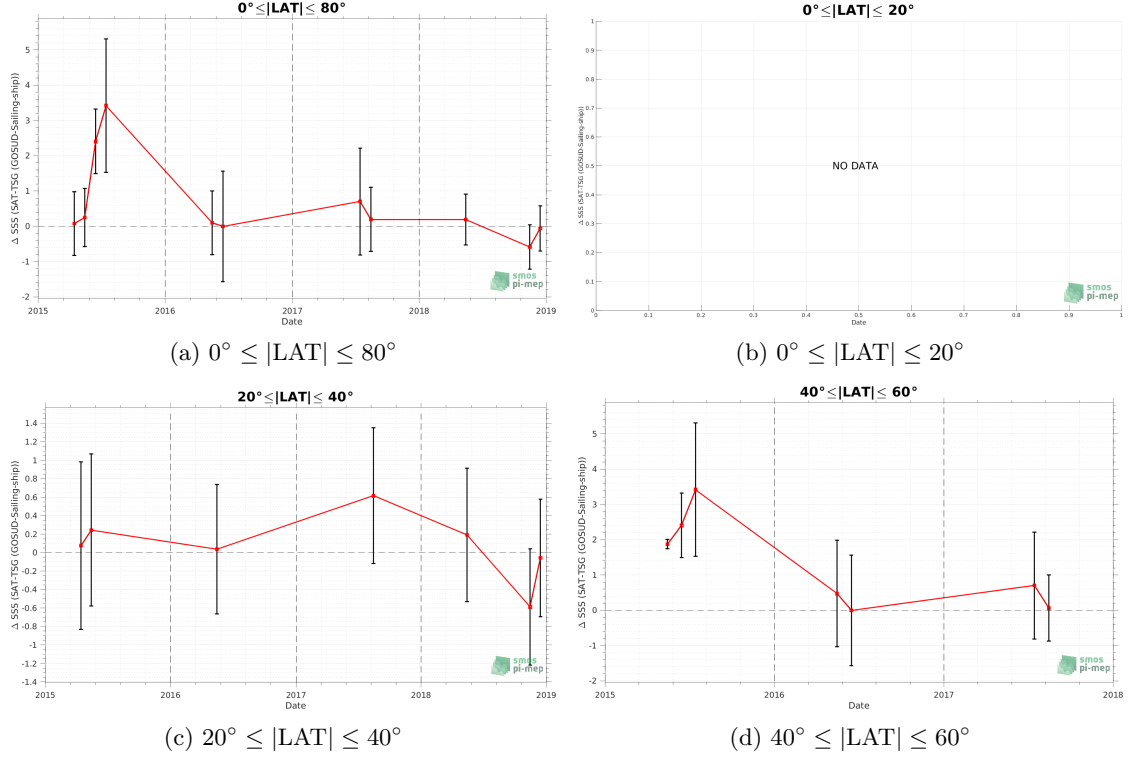 0°≤|LAT|≤ 80°
Δ SSS (SAT-TSG (GOSUD-Sailing-ship))
5
4
3
2
1
0
-1
-2
2015 2016 2017 2018 2019
Date
smos
pi-mep
(a) 0° ≤ |LAT| ≤ 80°
0°≤|LAT|≤ 20°
Δ SSS (SAT-TSG (GOSUD-Sailing-ship))
1
0.9
0.8
0.7
0.6
0.5
0.4
0.3
0.2
0.1
0
NO DATA
0 0.1 0.2 0.3 0.4 0.5 0.6 0.7 0.8 0.9 1
Date
smos
pi-mep
(b) 0° ≤ |LAT| ≤ 20°
20°≤|LAT|≤ 40°
Δ SSS (SAT-TSG (GOSUD-Sailing-ship))
1.4
1.2
1
0.8
0.6
0.4
0.2
0
-0.2
-0.4
-0.6
-0.8
-1
-1.2
-1.4
2015 2016 2017 2018 2019
Date
smos
pi-mep
(c) 20° ≤ |LAT| ≤ 40°
40°≤|LAT|≤ 60°
Δ SSS (SAT-TSG (GOSUD-Sailing-ship))
5
4
3
2
1
0
-1
-2
2015 2016 2017 2018
Date
smos
pi-mep
(d) 40° ≤ |LAT| ≤ 60°